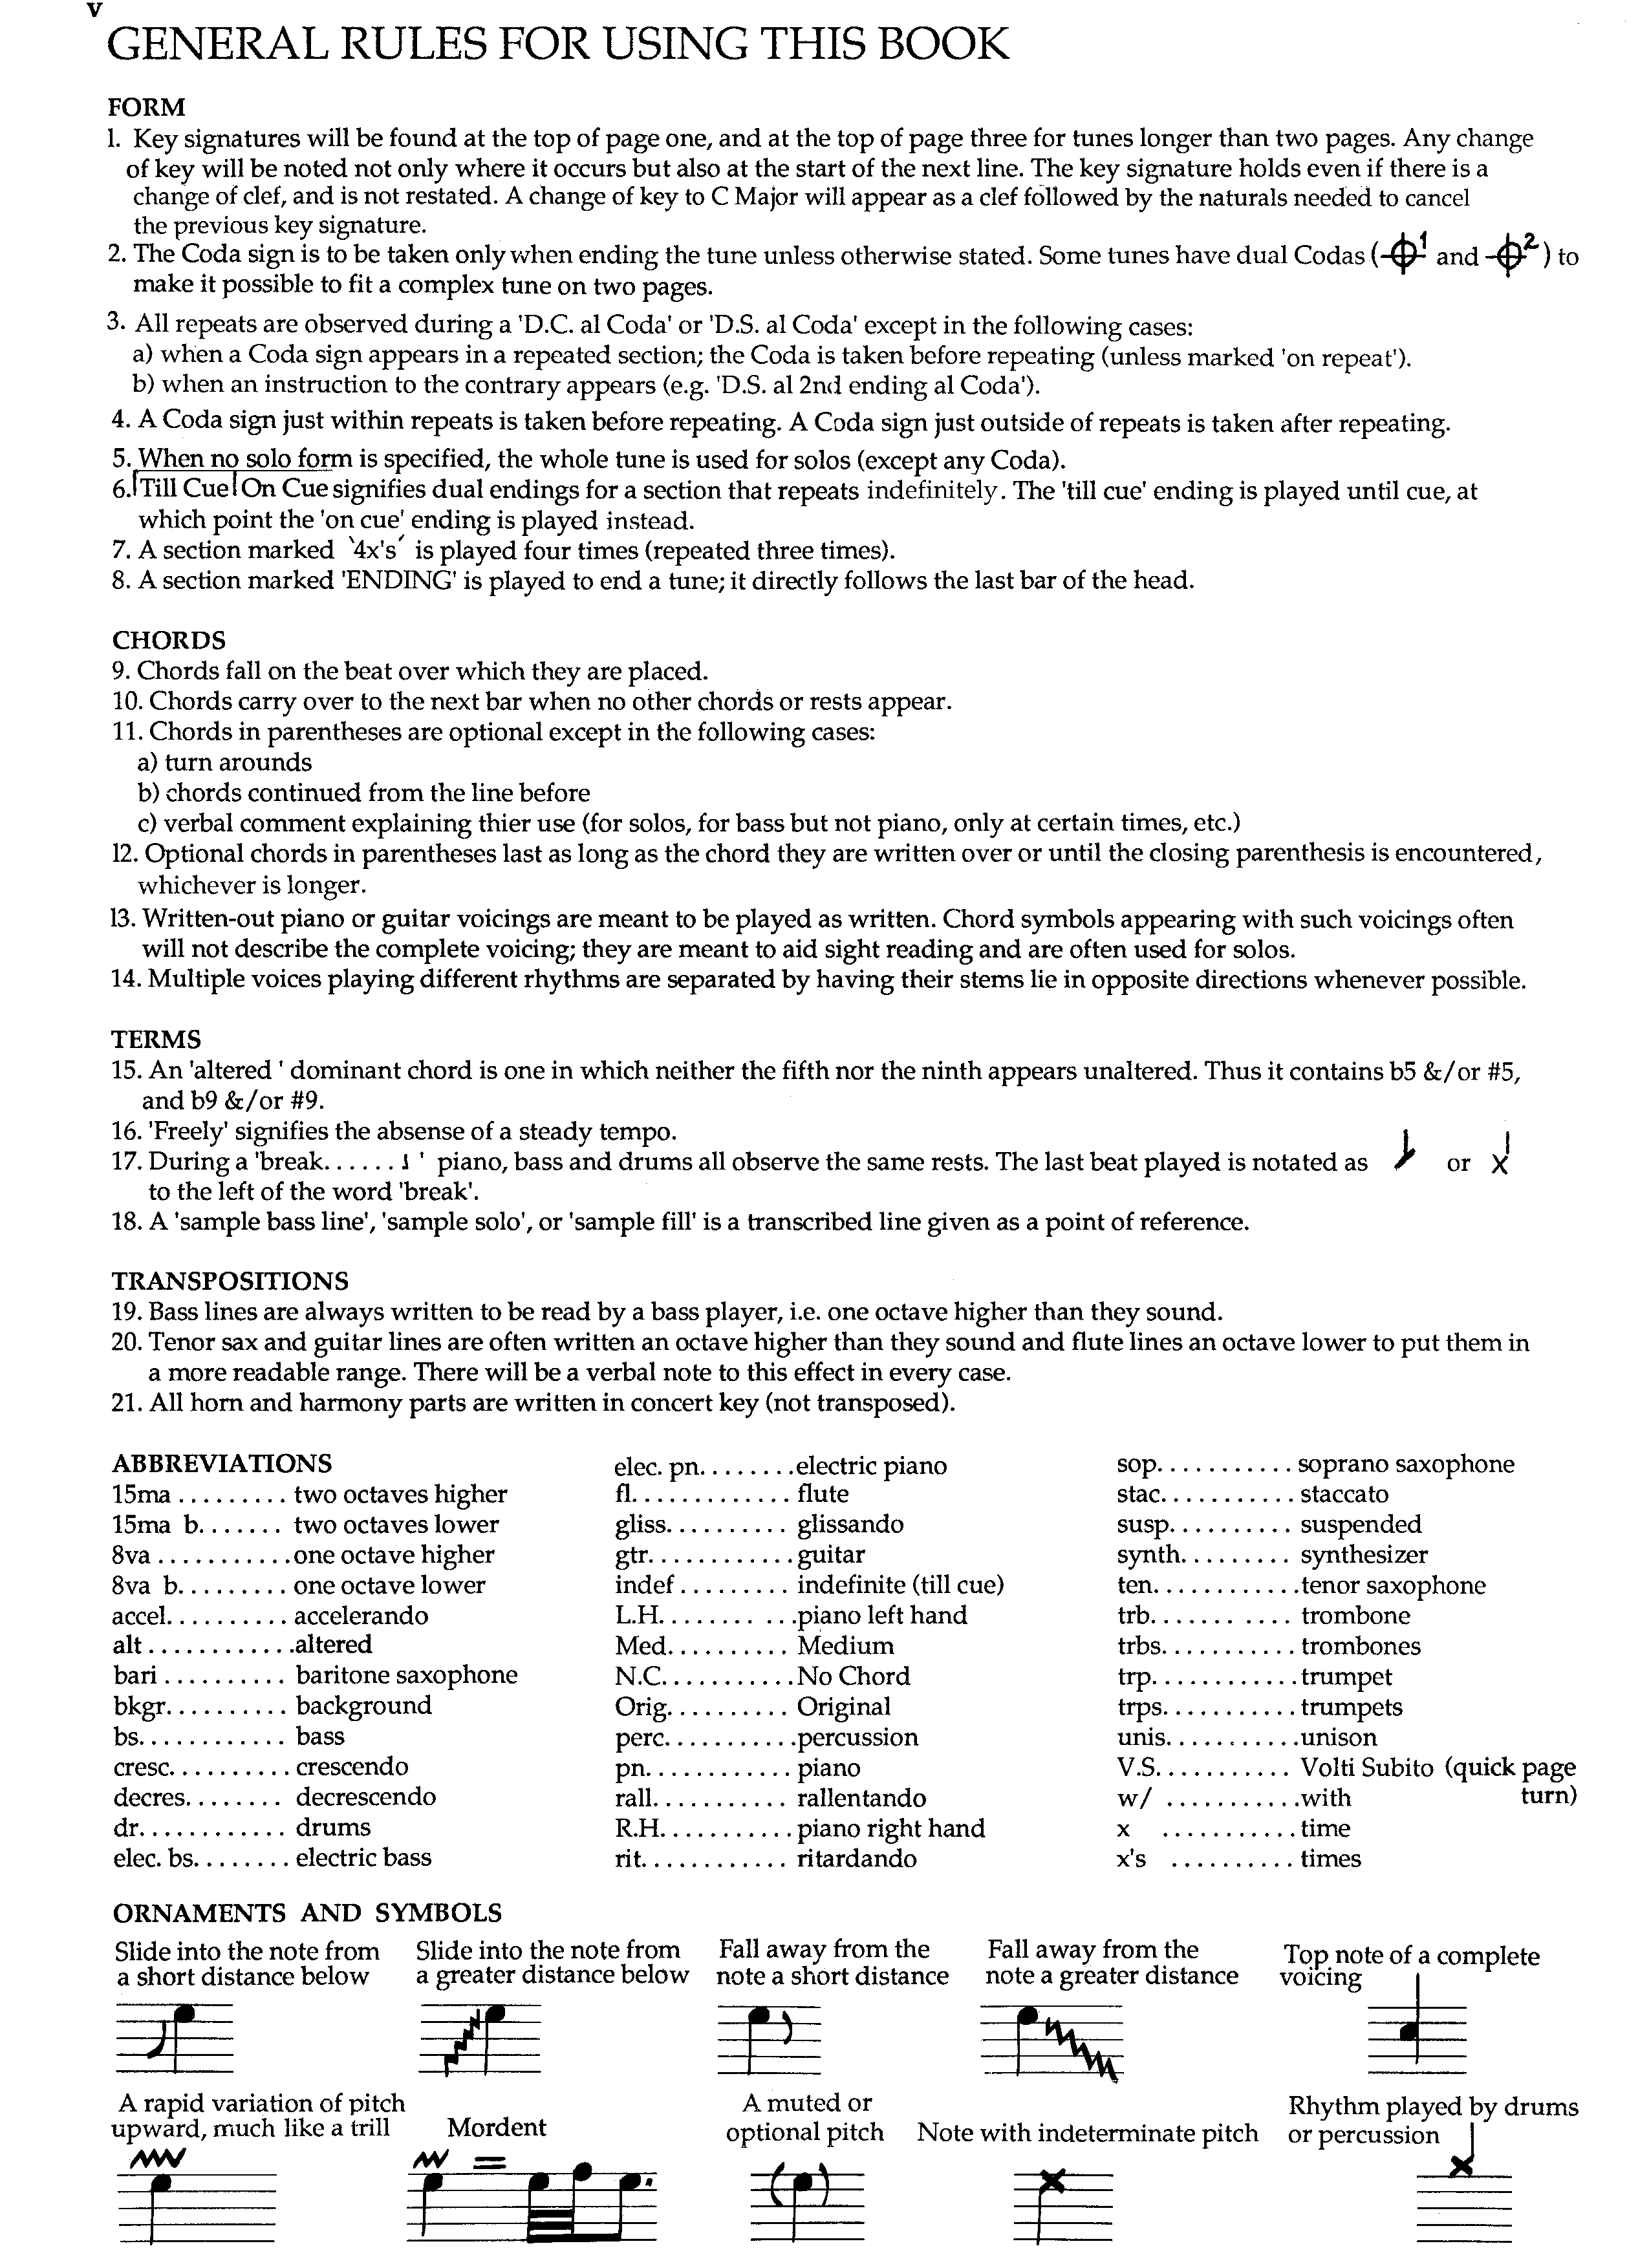 v
GENERAL RULES FOR USING THIS BOOK
FORM
1. Key signatures will be found at the top of page one, and at the top of page three for tunes longer than two pages. Any change
of key will be noted not only where it occurs but also at the start of the next line. The key signature holds even if there is a
change of clef, and is not restated. A change of key to C Major will appear as a clef followed by the naturals needed to cancel
the previous key signature.
2. The Coda sign is to be taken only when ending the tune unless otherwise stated. Some tunes have dual Codas (𝄌1 and 𝄌2) to
make it possible to fit a complex tune on two pages.
3. All repeats are observed during a 'D.C. al Coda' or 'D.S. al Coda' except in the following cases:
a) when a Coda sign appears in a repeated section; the Coda is taken before repeating (unless marked 'on repeat').
b) when an instruction to the contrary appears (e.g. 'D.S. al 2nd ending al Coda').
4. A Coda sign just within repeats is taken before repeating. A Coda sign just outside of repeats is taken after repeating.
5. When no solo form is specified, the whole tune is used for solos (except any Coda).
6. Till Cue On Cue signifies dual endings for a section that repeats indefinitely. The 'till cue' ending is played until cue, at
which point the 'on cue' ending is played instead.
7. A section marked '4x's' is played four times (repeated three times).
8. A section marked 'ENDING' is played to end a tune; it directly follows the last bar of the head.
CHORDS
9. Chords fall on the beat over which they are placed.
10. Chords carry over to the next bar when no other chords or rests appear.
11. Chords in parentheses are optional except in the following cases:
a) turn arounds
b) chords continued from the line before
c) verbal comment explaining thier use (for solos, for bass but not piano, only at certain times, etc.)
12. Optional chords in parentheses last as long as the chord they are written over or until the closing parenthesis is encountered,
whichever is longer.
13. Written-out piano or guitar voicings are meant to be played as written. Chord symbols appearing with such voicings often
will not describe the complete voicing; they are meant to aid sight reading and are often used for solos.
14. Multiple voices playing different rhythms are separated by having their stems lie in opposite directions whenever possible.
TERMS
15. An 'altered ' dominant chord is one in which neither the fifth nor the ninth appears unaltered. Thus it contains b5 &/or #5,
and b9 &/or #9.
16. 'Freely' signifies the absense of a steady tempo.
17. During a 'break...... ' piano, bass and drums all observe the same rests. The last beat played is notated as or
to the left of the word 'break'.
18. A 'sample bass line', 'sample solo', or 'sample fill' is a transcribed line given as a point of reference.
TRANSPOSITIONS
19. Bass lines are always written to be read by a bass player, i.e. one octave higher than they sound.
20. Tenor sax and guitar lines are often written an octave higher than they sound and flute lines an octave lower to put them in
a more readable range. There will be a verbal note to this effect in every case.
21. All horn and harmony parts are written in concert key (not transposed).
ABBREVIATIONS
15ma ......... two octaves higher
15ma b....... two octaves lower
8va ...........one octave higher
8va b......... one octave lower
accel.......... accelerando
alt ............altered
bari .......... baritone saxophone
bkgr.......... background
bs............ bass
cresc.......... crescendo
decres........ decrescendo
dr............ drums
elec. bs........ electric bass
elec. pn........electric piano
fl............. flute
gliss.......... glissando
gtr............guitar
indef ......... indefinite (till cue)
L.H...........piano left hand
Med.......... Medium
N.C...........No Chord
Orig.......... Original
perc...........percussion
pn............ piano
rall........... rallentando
R.H...........piano right hand
rit............ ritardando
sop........... soprano saxophone
stac........... staccato
susp.......... suspended
synth......... synthesizer
ten............tenor saxophone
trb........... trombone
trbs........... trombones
trp............trumpet
trps...........trumpets
unis...........unison
V.S........... Volti Subito (quick page
turn)
w/ ...........with
x ...........time
x's .......... times
ORNAMENTS AND SYMBOLS
Slide into the note from
a short distance below
Slide into the note from
a greater distance below
Fall away from the
note a short distance
Fall away from the
note a greater distance
Top note of a complete
voicing
A rapid variation of pitch
upward, much like a trill
Mordent
=
A muted or
optional pitch
Note with indeterminate pitch
Rhythm played by drums
or percussion